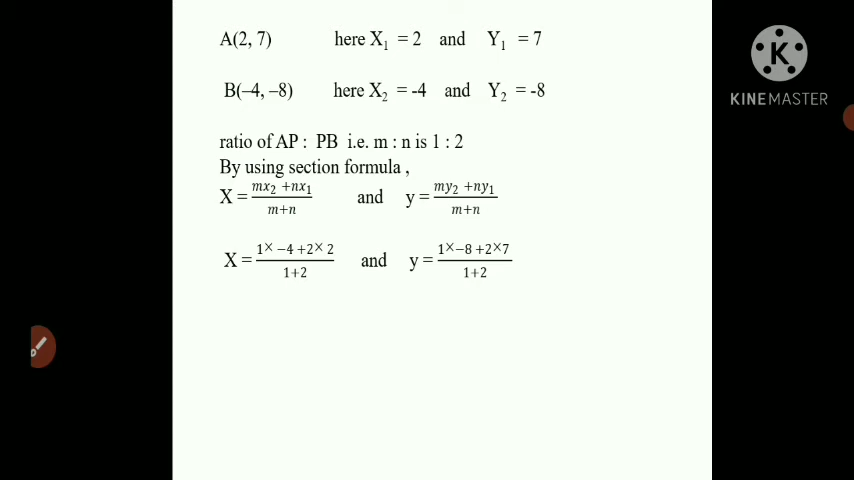 A(2, 7) here X₁ = 2 and Y₁ = 7
B(–4, –8) here X₂ = -4 and Y₂ = -8
ratio of AP : PB i.e. m : n is 1 : 2
By using section formula ,
X = (mx₂ +nx₁)/(m+n) and y = (my₂ +ny₁)/(m+n)
X = (1× −4 +2× 2)/(1+2) and y = (1×−8 +2×7)/(1+2)
K
KINEMASTER